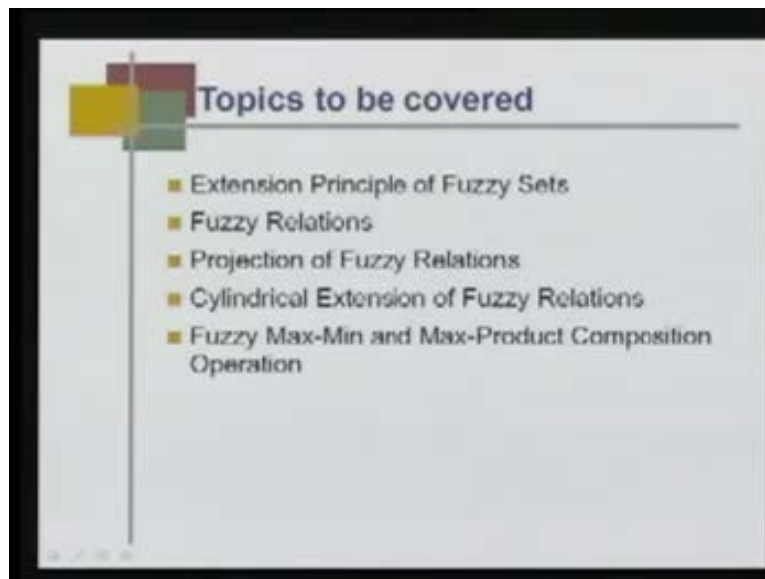 Topics to be covered
Extension Principle of Fuzzy Sets
Fuzzy Relations
Projection of Fuzzy Relations
Cylindrical Extension of Fuzzy Relations
Fuzzy Max-Min and Max-Product Composition
Operation